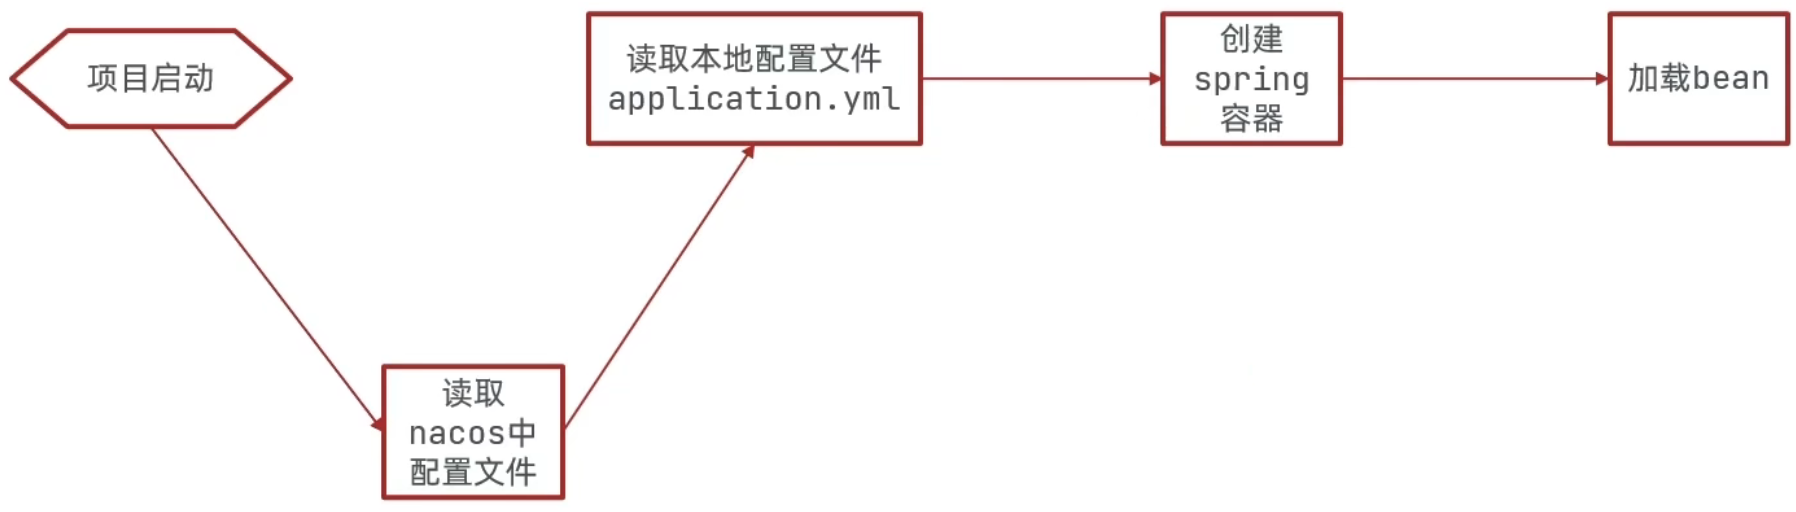 项目启动
读取
nacos中
配置文件
读取本地配置文件
application.yml
创建
spring
容器
加载bean